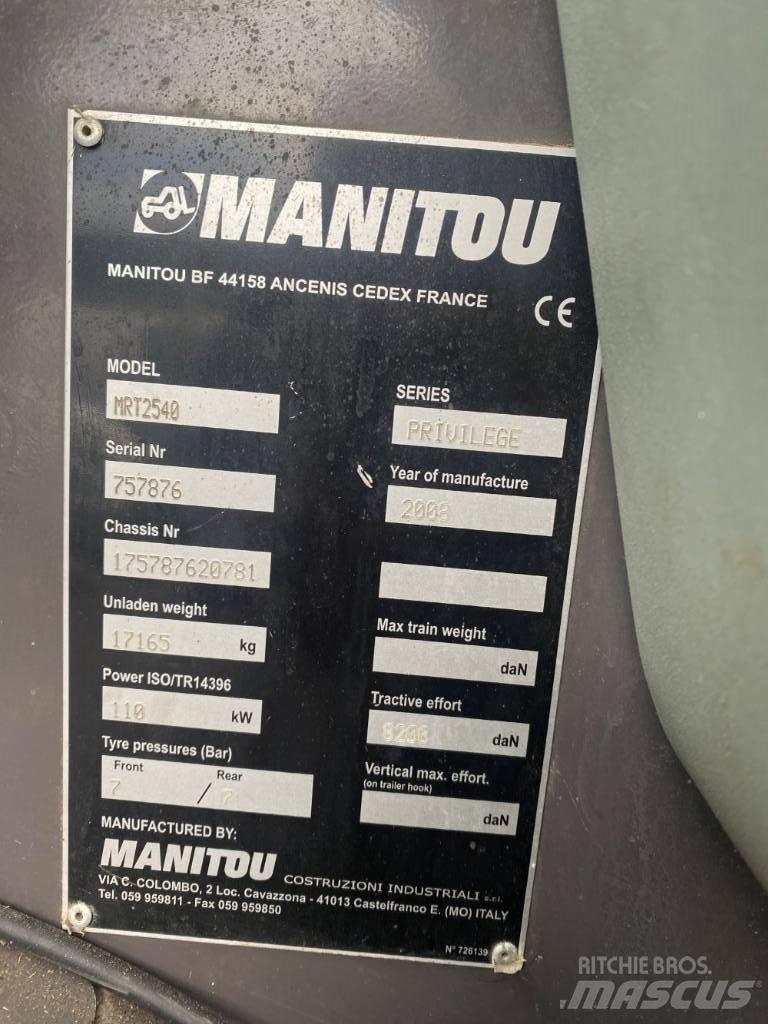 MANITOU
MANITOU BF 44158 ANCENIS CEDEX FRANCE
CE
MODEL
MRT2540
SERIES
PRIVILEGE
Serial Nr
757876
Year of manufacture
2008
Chassis Nr
175787620781
Unladen weight
17165 kg
Max train weight
daN
Power ISO/TR14396
110 kW
Tractive effort
8200 daN
Tyre pressures (Bar)
Front Rear
7 / 7
Vertical max. effort.
(on trailer hook)
daN
MANUFACTURED BY:
MANITOU COSTRUZIONI INDUSTRIALI s.r.l.
VIA C. COLOMBO, 2 Loc. Cavazzona - 41013 Castelfranco E. (MO) ITALY
Tel. 059 959811 - Fax 059 959850
N° 726139
RITCHIE BROS.
MASCUS